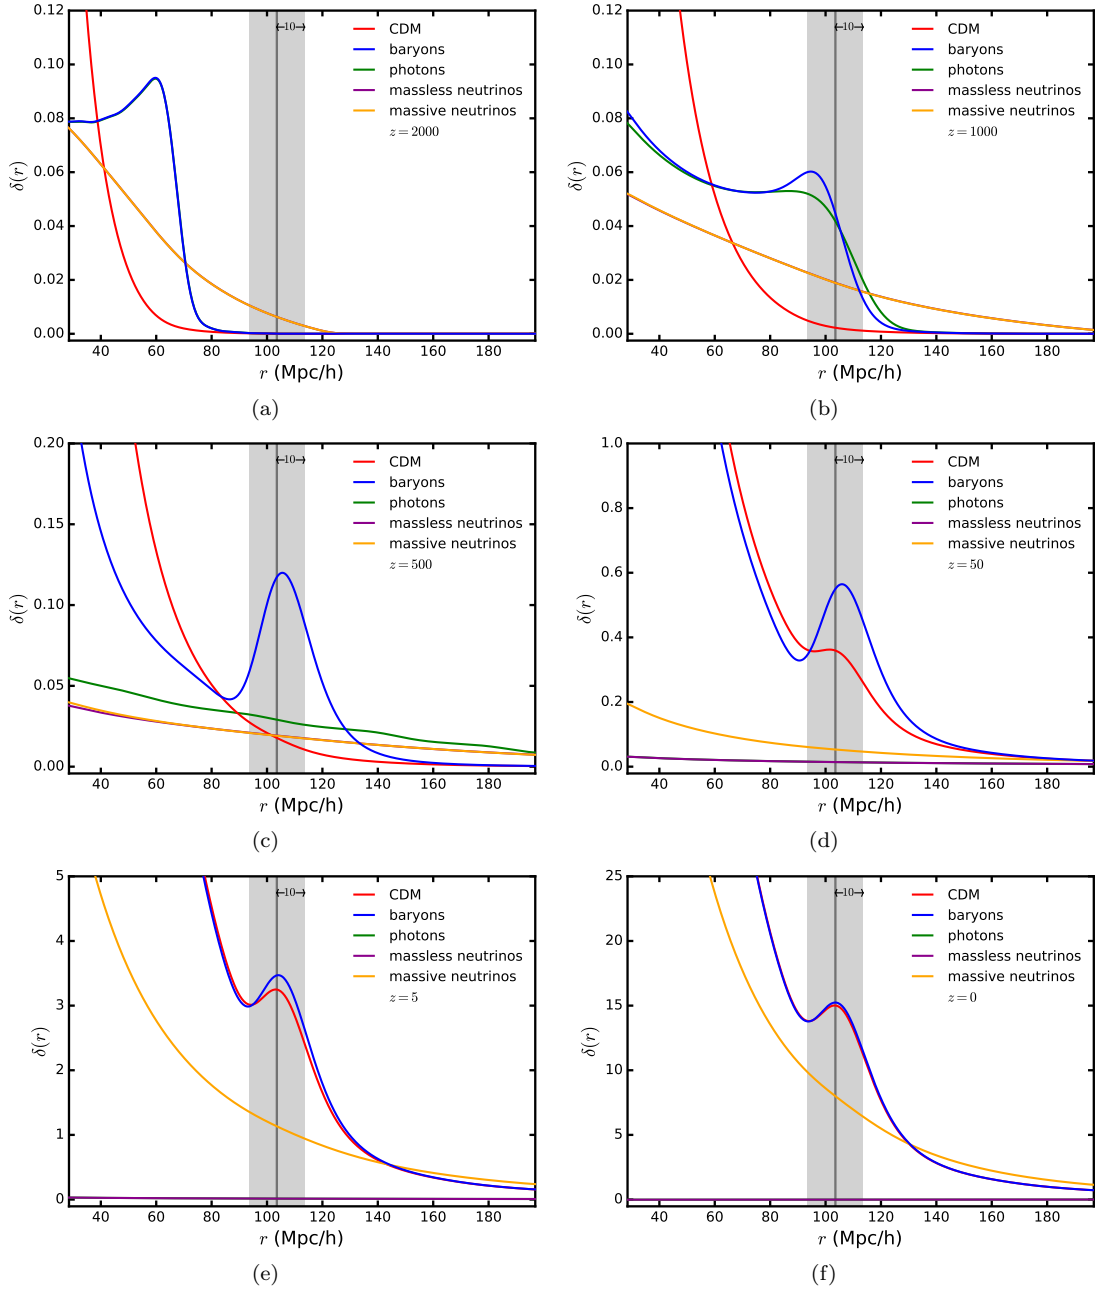 0.12
0.10
0.08
0.06
0.04
0.02
0.00
δ(r)
10
CDM
baryons
photons
massless neutrinos
massive neutrinos
z = 2000
40 60 80 100 120 140 160 180
r (Mpc/h)
(a)
0.12
0.10
0.08
0.06
0.04
0.02
0.00
δ(r)
10
CDM
baryons
photons
massless neutrinos
massive neutrinos
z = 1000
40 60 80 100 120 140 160 180
r (Mpc/h)
(b)
0.20
0.15
0.10
0.05
0.00
δ(r)
10
CDM
baryons
photons
massless neutrinos
massive neutrinos
z = 500
40 60 80 100 120 140 160 180
r (Mpc/h)
(c)
1.0
0.8
0.6
0.4
0.2
0.0
δ(r)
10
CDM
baryons
photons
massless neutrinos
massive neutrinos
z = 50
40 60 80 100 120 140 160 180
r (Mpc/h)
(d)
5
4
3
2
1
0
δ(r)
10
CDM
baryons
photons
massless neutrinos
massive neutrinos
z = 5
40 60 80 100 120 140 160 180
r (Mpc/h)
(e)
25
20
15
10
5
0
δ(r)
10
CDM
baryons
photons
massless neutrinos
massive neutrinos
z = 0
40 60 80 100 120 140 160 180
r (Mpc/h)
(f)